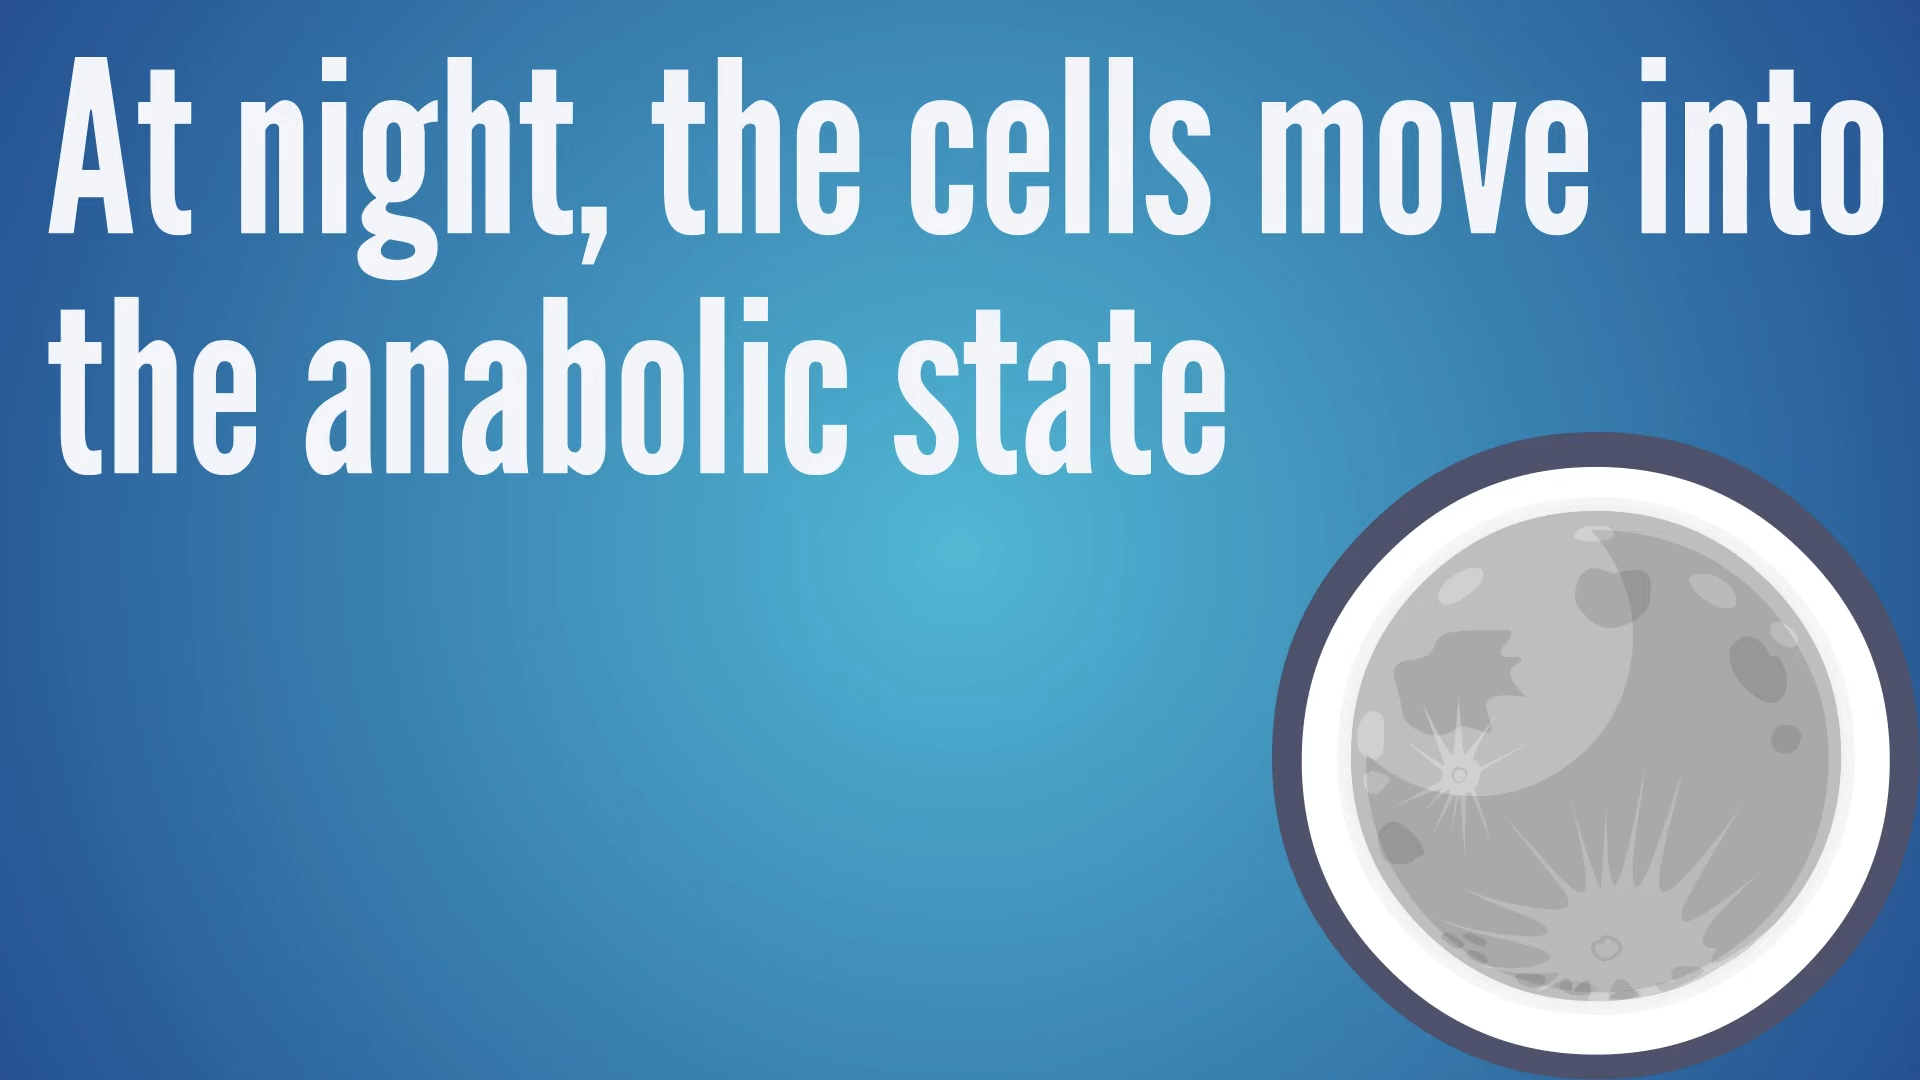 At night, the cells move into
the anabolic state